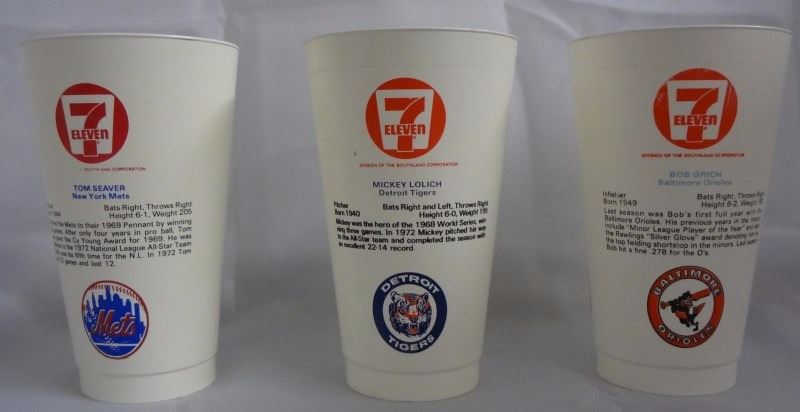 7
ELEVEN
SOUTHLAND CORPORATION
TOM SEAVER
New York Mets
Bats Right, Throws Right
Height 6-1, Weight 205
the Mets to their 1969 Pennant by winning
After only four years in pro ball, Tom
the Cy Young Award for 1969. He was
to the 1972 National League All-Star Team
was his fifth time for the N.L. In 1972 Tom
games and lost 12.
Mets
7
ELEVEN
DIVISION OF THE SOUTHLAND CORPORATION
MICKEY LOLICH
Detroit Tigers
Pitcher Bats Right and Left, Throws Right
Born 1940 Height 6-0, Weight 195
Mickey was the hero of the 1968 World Series, win-
ning three games. In 1972 Mickey pitched his way
to the All-Star team and completed the season with
an excellent 22-14 record.
DETROIT
TIGERS
7
ELEVEN
DIVISION OF THE SOUTHLAND CORPORATION
BOB GRICH
Baltimore Orioles
Infielder Bats Right, Throws Right
Born 1949 Height 6-2, Weight
Last season was Bob's first full year with the
Baltimore Orioles. His previous years in the minors
include "Minor League Player of the Year" and
the Rawlings "Silver Glove" award denoting him
the top fielding shortstop in the minors. Last season
Bob hit a fine .278 for the O's.
BALTIMORE
ORIOLES